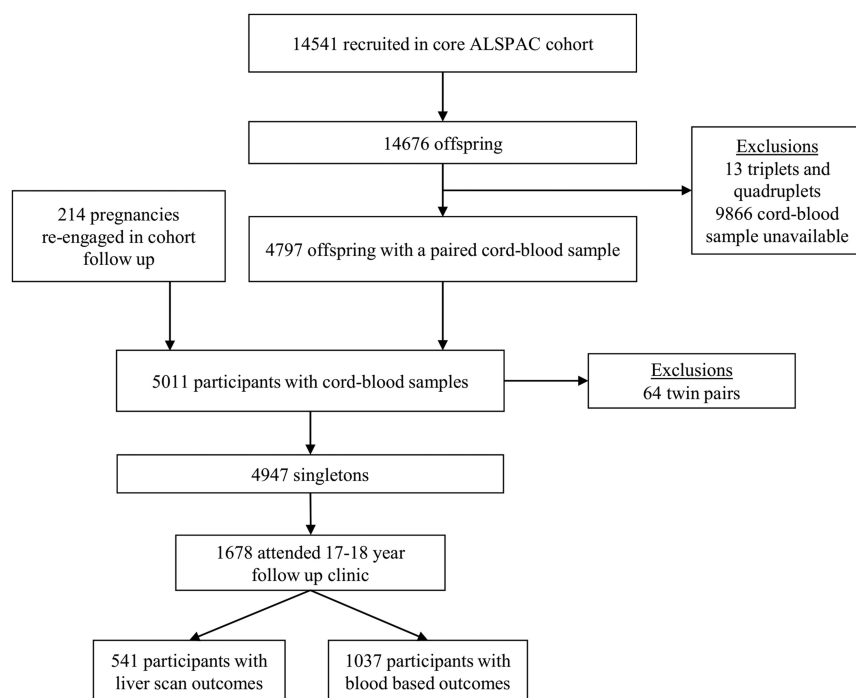 14541 recruited in core ALSPAC cohort
14676 offspring
Exclusions
13 triplets and
quadruplets
9866 cord-blood
sample unavailable
214 pregnancies
re-engaged in cohort
follow up
4797 offspring with a paired cord-blood sample
5011 participants with cord-blood samples
Exclusions
64 twin pairs
4947 singletons
1678 attended 17-18 year
follow up clinic
541 participants with
liver scan outcomes
1037 participants with
blood based outcomes